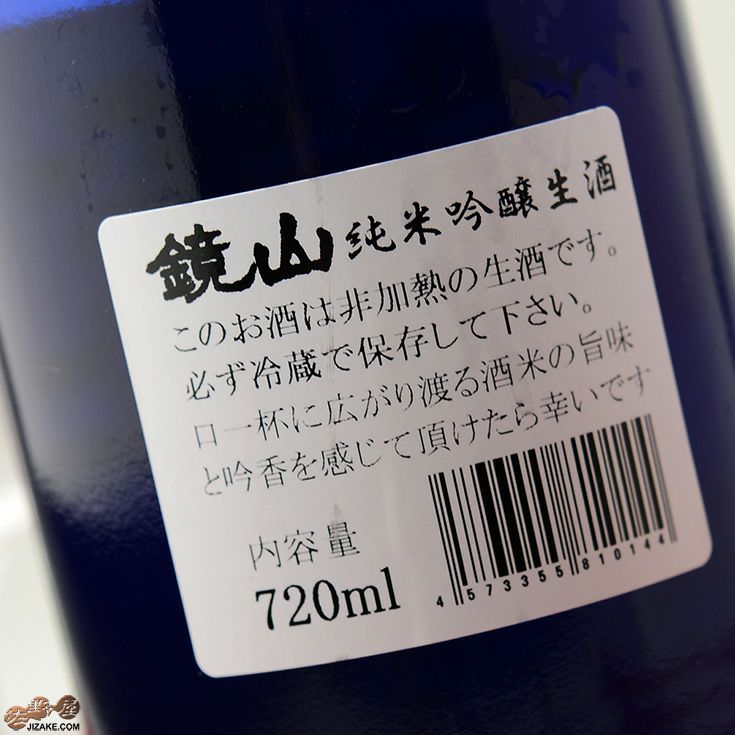 鏡山 純米吟醸生酒
このお酒は非加熱の生酒です。
必ず冷蔵で保存して下さい。
口一杯に広がり渡る酒米の旨味
と吟香を感じて頂けたら幸いです
内容量
720ml
4 573355 810144
JIZAKE.COM